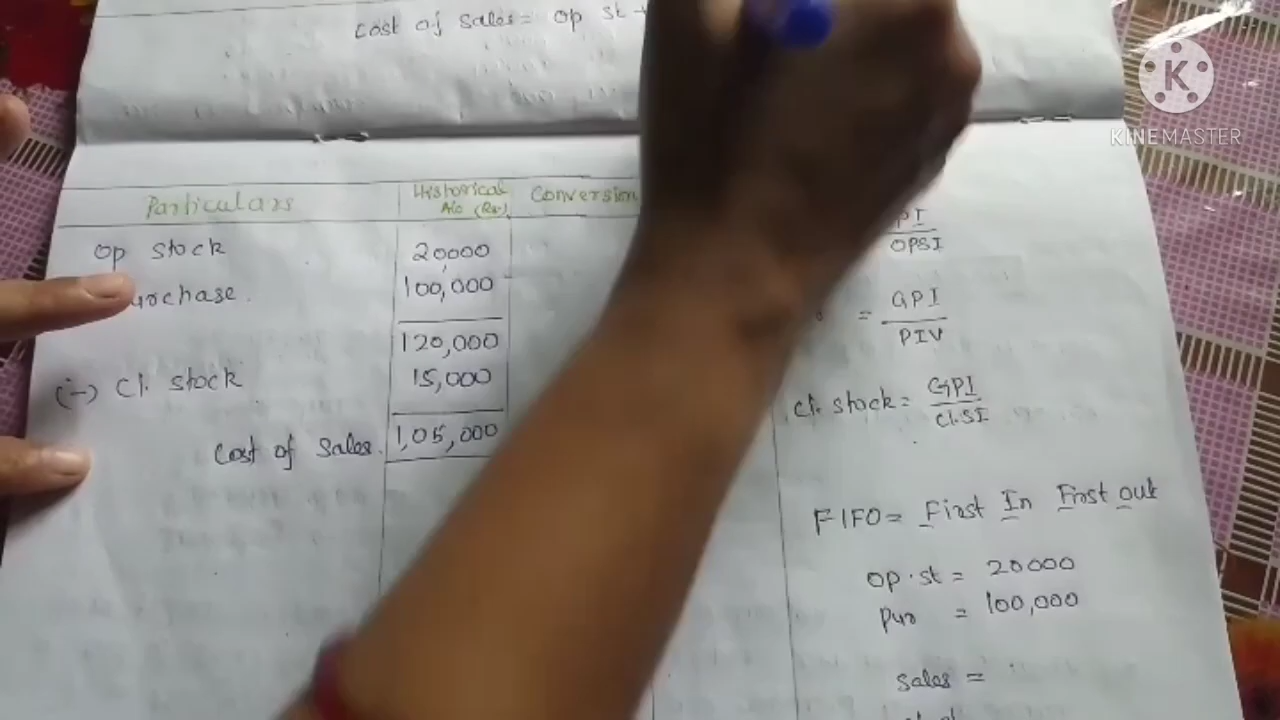 Cost of Sales = Op st +
KINEMASTER
Particulars Historical A/c (Rs.) Conversion
Op stock 20000
urchase. 100,000
120,000
(-) Cl. stock 15,000
Cost of Sales. 1,05,000
PI
OPSI
= GPI
PIV
Cl. stock = GPI
Cl.SI
FIFO = First In First Out
Op.st = 20000
Pur = 100,000
Sales =